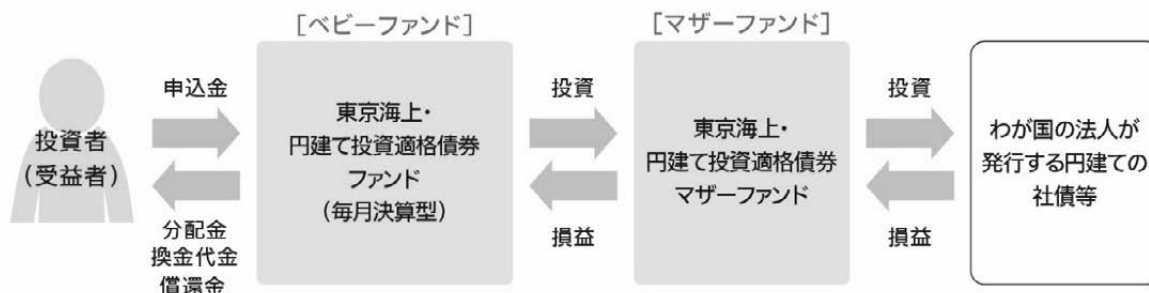 [ベビーファンド]
[マザーファンド]
投資者
(受益者)
申込金
分配金
換金代金
償還金
東京海上・
円建て投資適格債券
ファンド
(毎月決算型)
投資
損益
東京海上・
円建て投資適格債券
マザーファンド
投資
損益
わが国の法人が
発行する円建ての
社債等